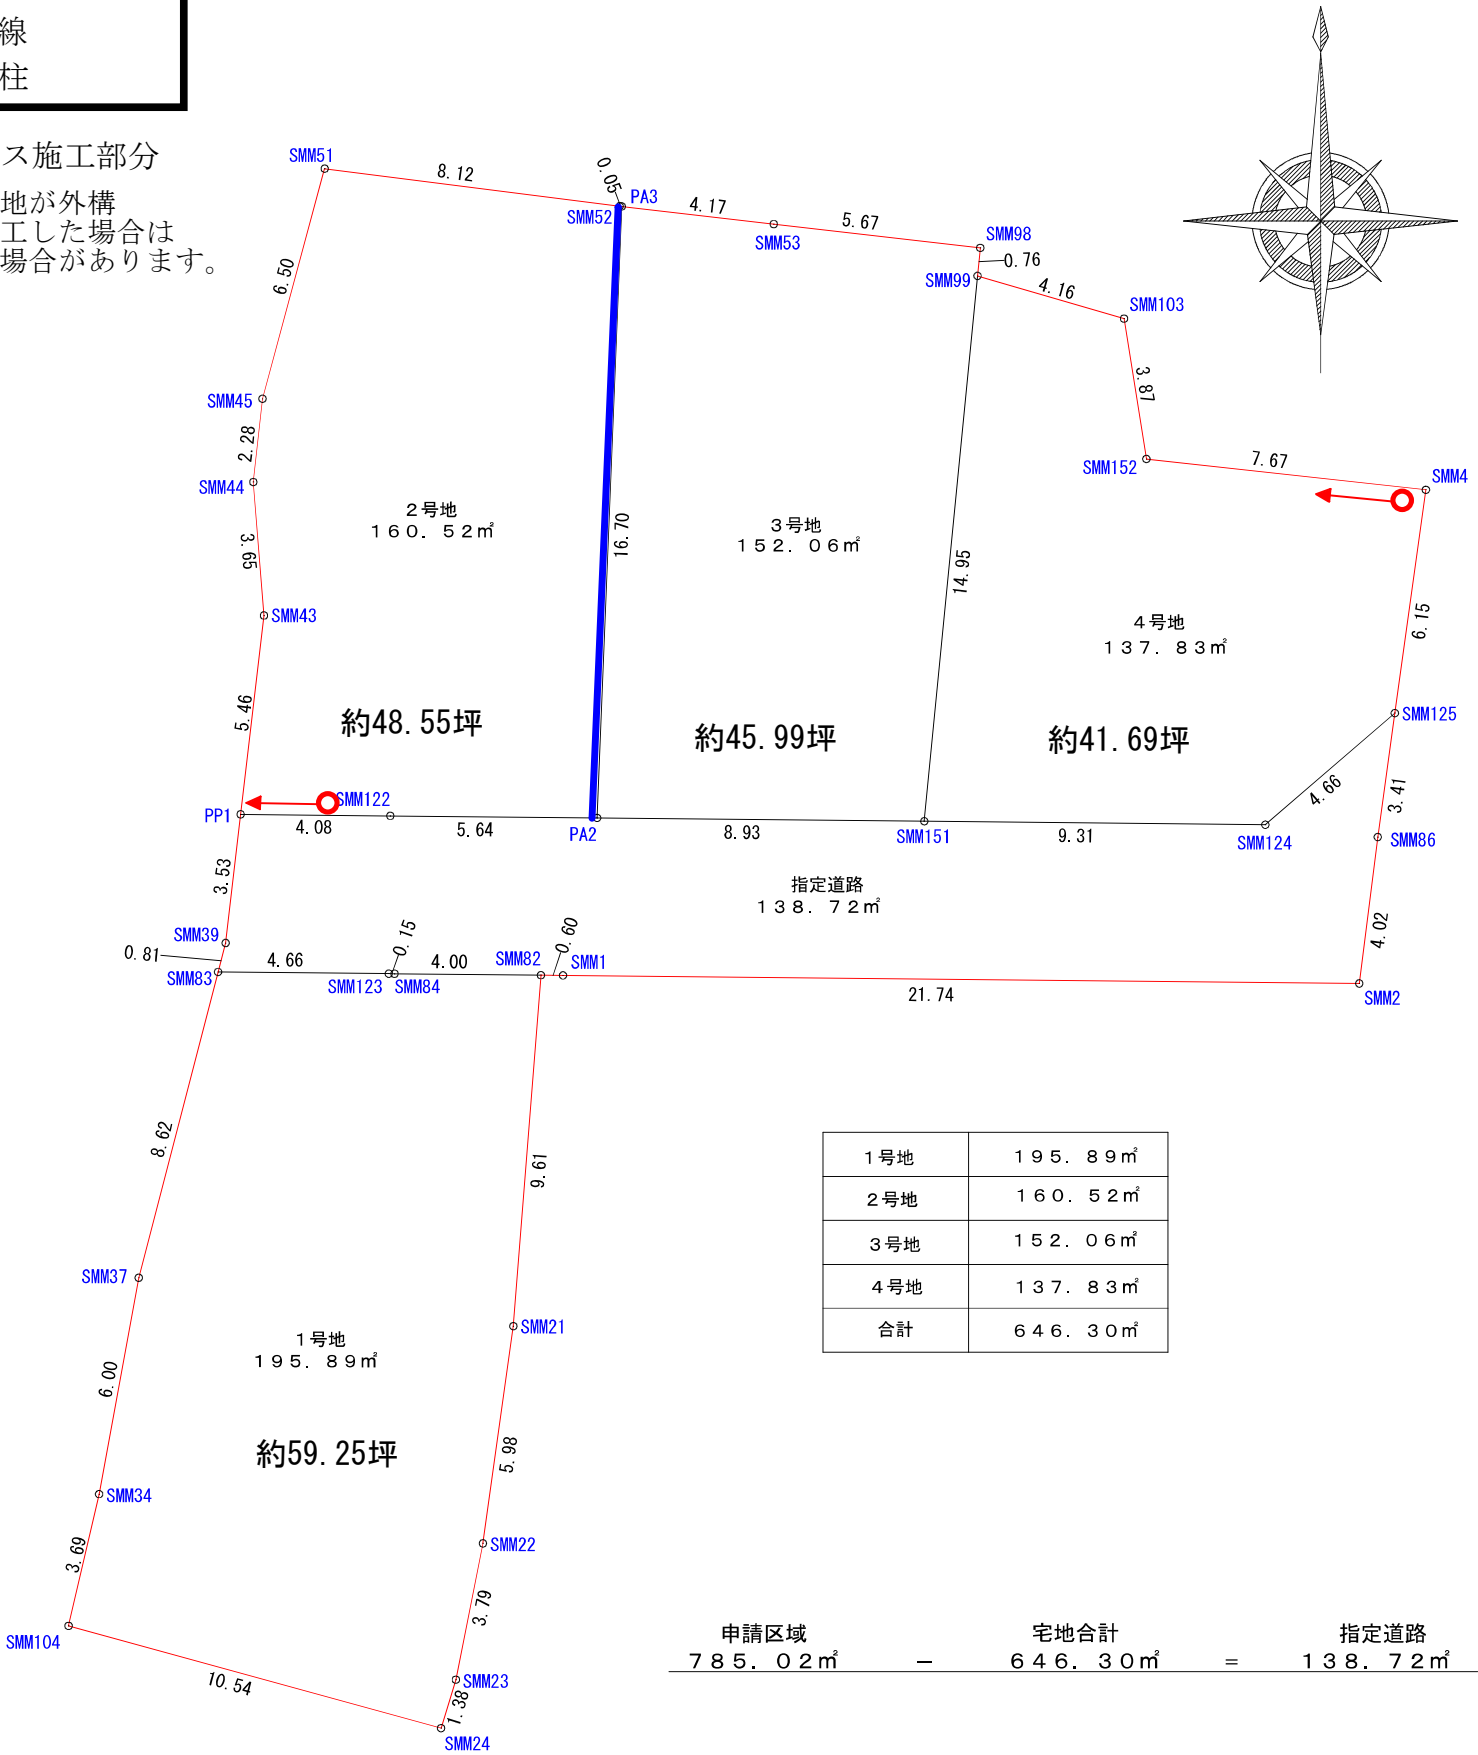 線
柱
ス施工部分
地が外構
工した場合は
場合があります。
SMM51
8.12
0.05
PA3
SMM52
4.17
5.67
SMM53
SMM98
0.76
SMM99
4.16
SMM103
6.50
3.87
SMM45
SMM152
7.67
SMM4
2.28
SMM44
2号地
160.52㎡
3号地
152.06㎡
16.70
3.65
14.95
SMM43
4号地
137.83㎡
6.15
5.46
約48.55坪
約45.99坪
約41.69坪
SMM125
4.66
3.41
SMM122
PP1
4.08
5.64
PA2
8.93
SMM151
9.31
SMM124
SMM86
3.53
指定道路
138.72㎡
4.02
SMM39
0.81
4.66
0.15
4.00
SMM82
0.60
SMM1
SMM83
SMM123
SMM84
21.74
SMM2
8.62
9.61
1号地 195.89㎡
2号地 160.52㎡
3号地 152.06㎡
4号地 137.83㎡
合計 646.30㎡
SMM37
SMM21
1号地
195.89㎡
6.00
約59.25坪
5.98
SMM34
SMM22
3.69
3.79
SMM104
10.54
SMM23
1.38
SMM24
申請区域 宅地合計 指定道路
785.02㎡ − 646.30㎡ = 138.72㎡